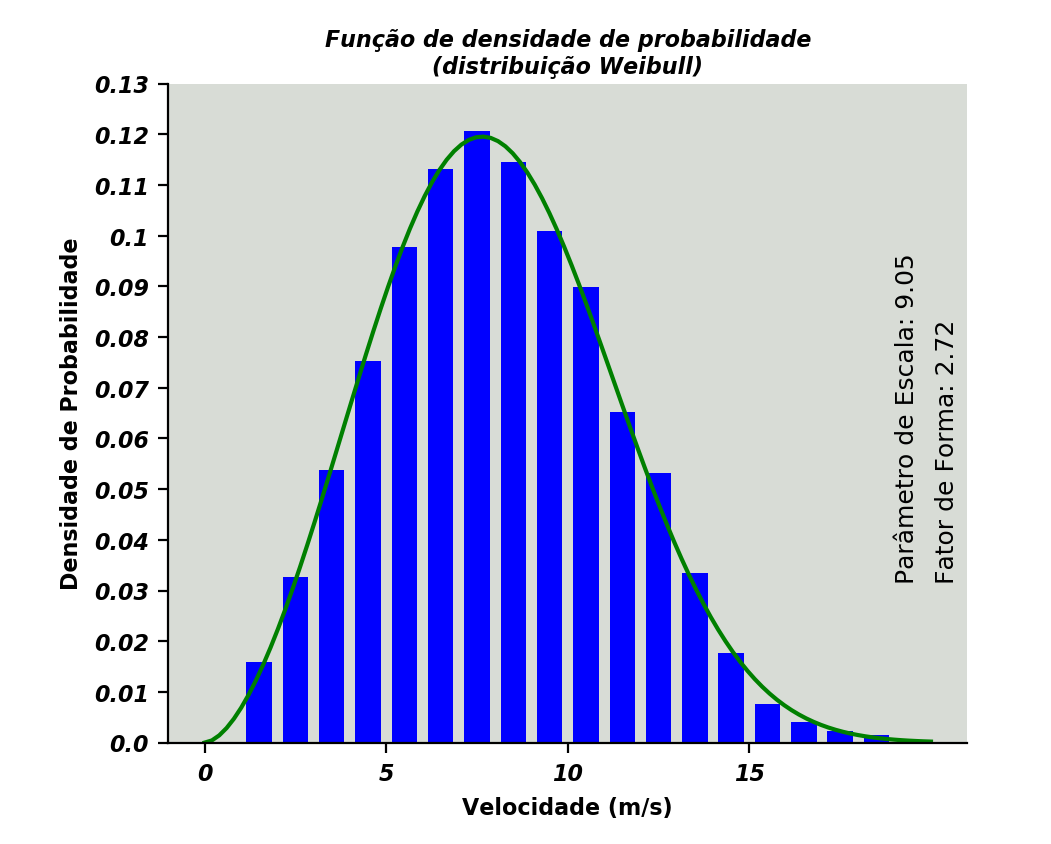 Função de densidade de probabilidade
(distribuição Weibull)
0.13
0.12
0.11
0.1
0.09
0.08
0.07
0.06
0.05
0.04
0.03
0.02
0.01
0.0
Densidade de Probabilidade
Parâmetro de Escala: 9.05
Fator de Forma: 2.72
0 5 10 15
Velocidade (m/s)